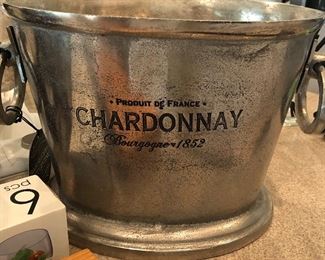 • PRODUIT DE FRANCE •
CHARDONNAY
Bourgogne • 1852
6
pcs